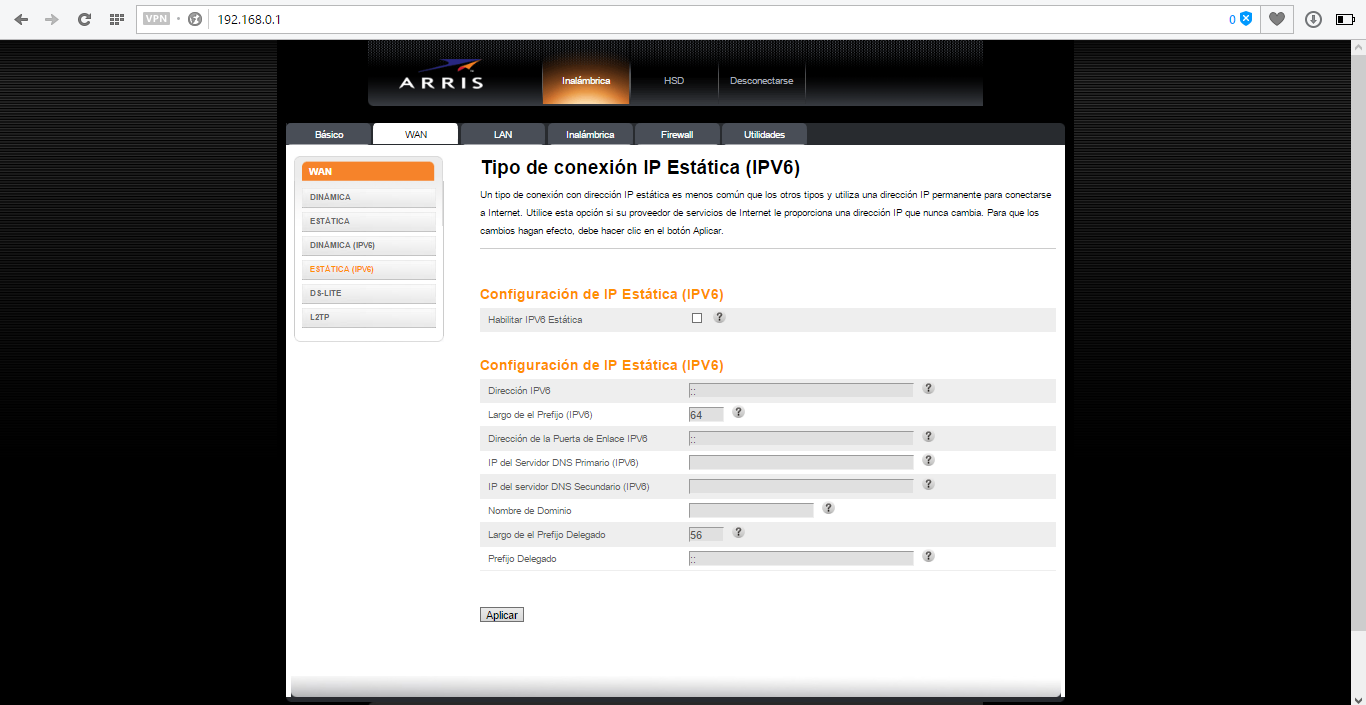 VPN
192.168.0.1
0
ARRIS
Inalámbrica
HSD
Desconectarse
Básico
WAN
LAN
Inalámbrica
Firewall
Utilidades
WAN
DINÁMICA
ESTÁTICA
DINÁMICA (IPV6)
ESTÁTICA (IPV6)
DS-LITE
L2TP
Tipo de conexión IP Estática (IPV6)
Un tipo de conexión con dirección IP estática es menos común que los otros tipos y utiliza una dirección IP permanente para conectarse
a Internet. Utilice esta opción si su proveedor de servicios de Internet le proporciona una dirección IP que nunca cambia. Para que los
cambios hagan efecto, debe hacer clic en el botón Aplicar.
Configuración de IP Estática (IPV6)
Habilitar IPV6 Estática ?
Configuración de IP Estática (IPV6)
Dirección IPV6 :: ?
Largo de el Prefijo (IPV6) 64 ?
Dirección de la Puerta de Enlace IPV6 :: ?
IP del Servidor DNS Primario (IPV6) ?
IP del servidor DNS Secundario (IPV6) ?
Nombre de Dominio ?
Largo de el Prefijo Delegado 56 ?
Prefijo Delegado :: ?
Aplicar